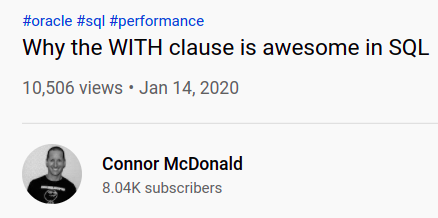 #oracle #sql #performance
Why the WITH clause is awesome in SQL
10,506 views • Jan 14, 2020
Connor McDonald
8.04K subscribers